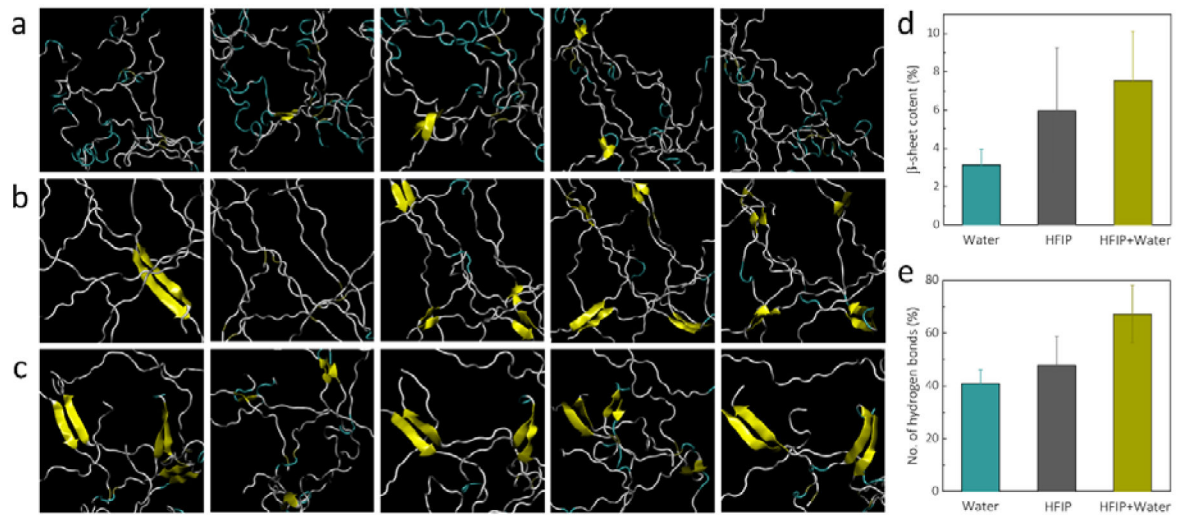 a
b
c
d
β-sheet cotent (%)
10
8
6
4
2
0
Water
HFIP
HFIP+Water
e
No. of hydrogen bonds (%)
80
60
40
20
0
Water
HFIP
HFIP+Water